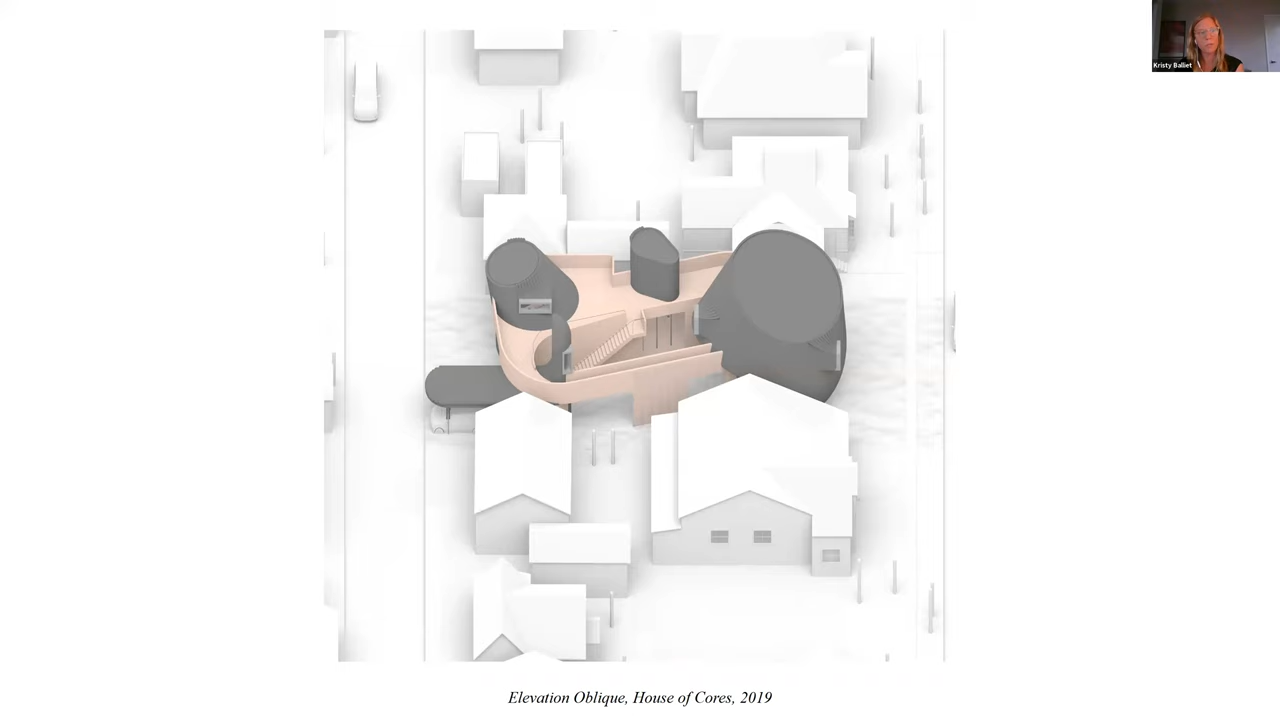 Kristy Balliet
Elevation Oblique, House of Cores, 2019